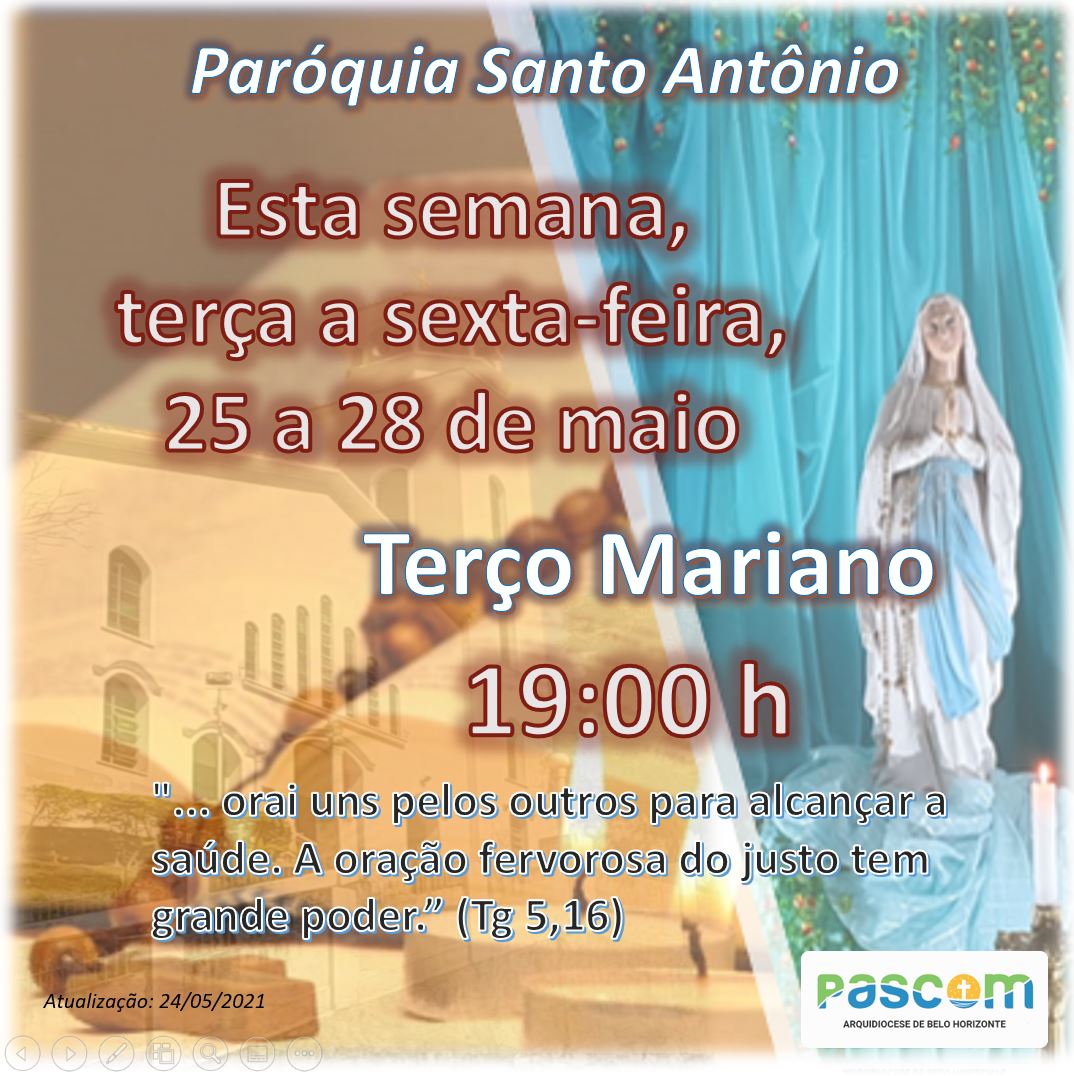 Paróquia Santo Antônio
Esta semana,
terça a sexta-feira,
25 a 28 de maio
Terço Mariano
19:00 h
"... orai uns pelos outros para alcançar a
saúde. A oração fervorosa do justo tem
grande poder.” (Tg 5,16)
Atualização: 24/05/2021
PASCOM
ARQUIDIOCESE DE BELO HORIZONTE